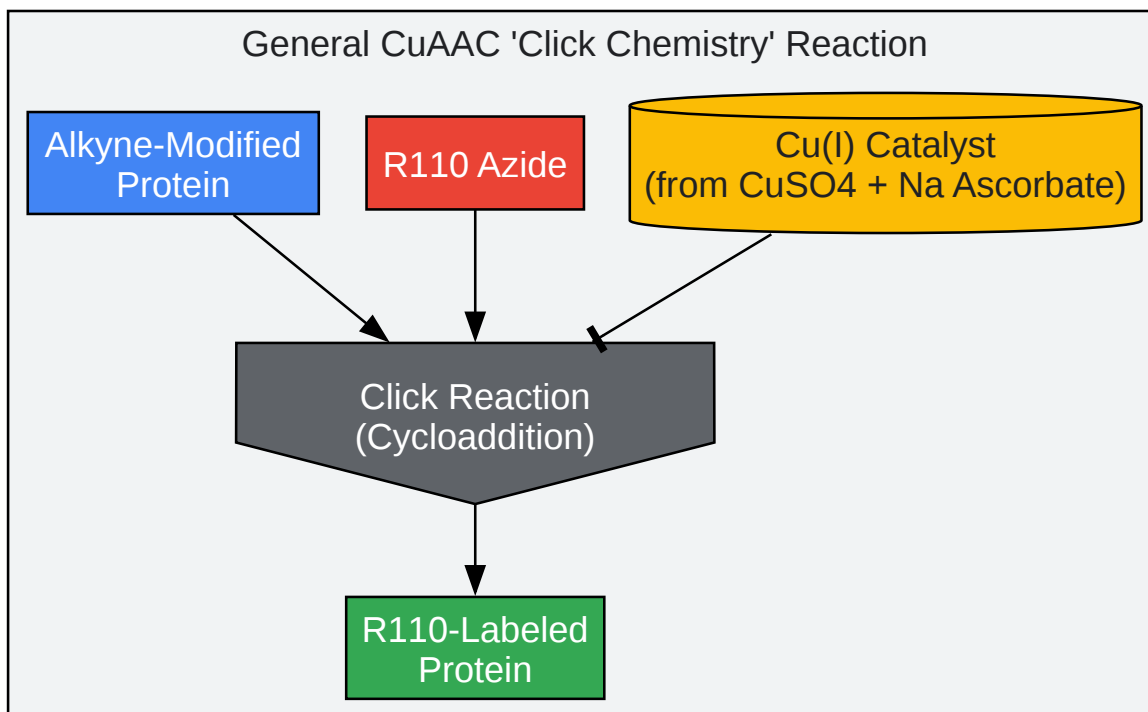 General CuAAC 'Click Chemistry' Reaction
Alkyne-Modified
Protein
R110 Azide
Cu(I) Catalyst
(from CuSO4 + Na Ascorbate)
Click Reaction
(Cycloaddition)
R110-Labeled
Protein